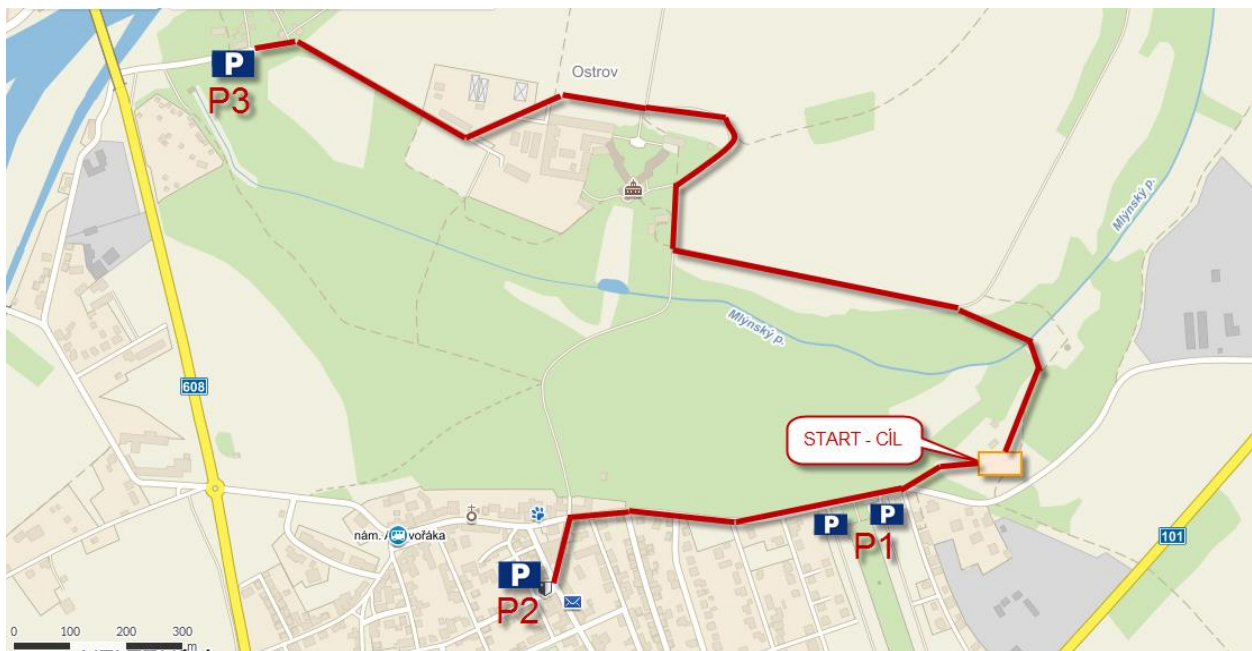 P
P3
Ostrov
Mlýnský p.
Mlýnský p.
608
START - CÍL
nám. A
vořáka
P
P
P1
101
P
P2
0 100 200 300
m